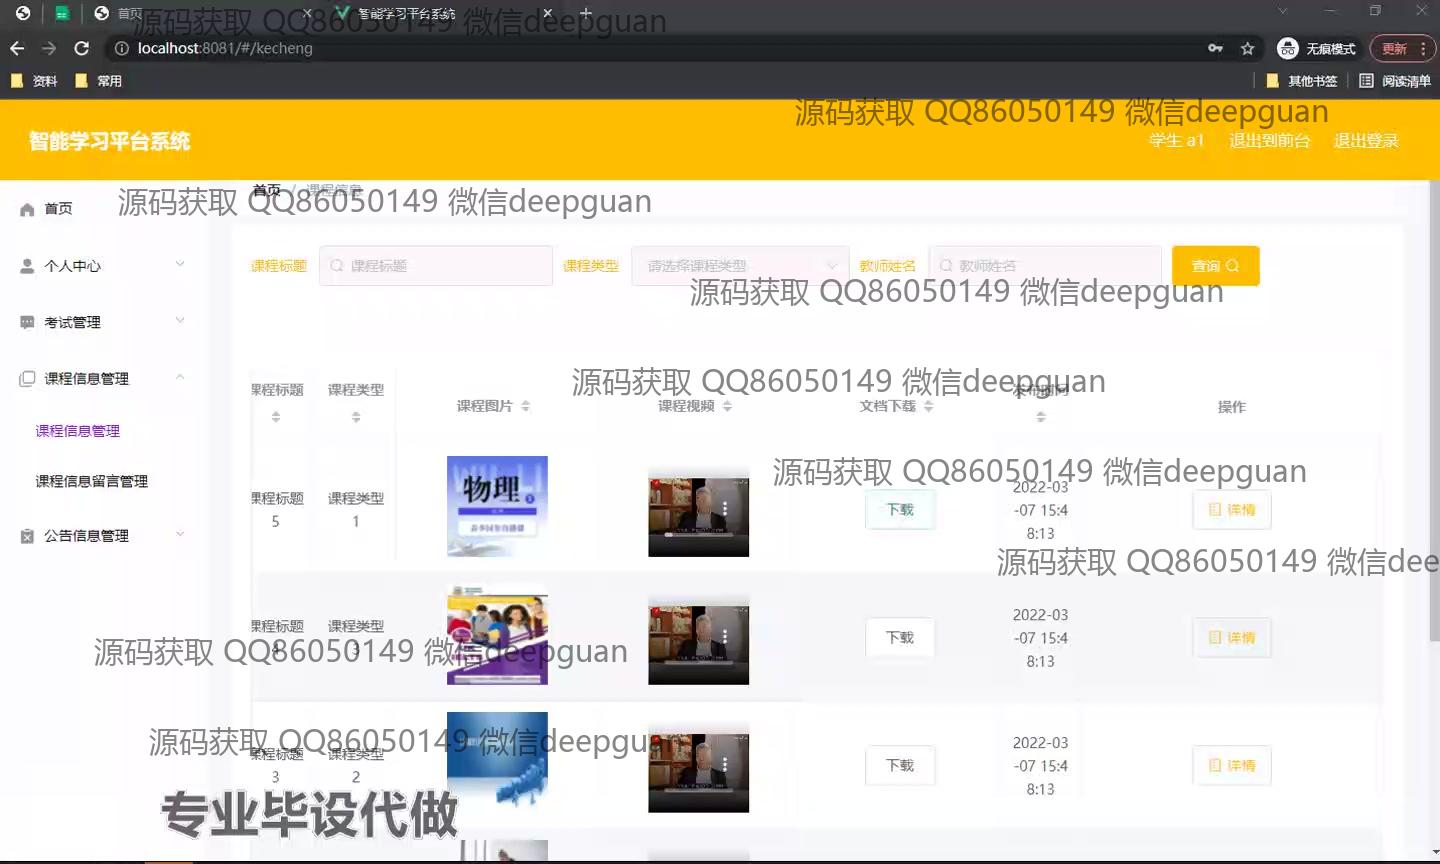 首页
智能学习平台系统
源码获取 QQ86050149 微信deepguan
localhost:8081/#/kecheng
无痕模式
更新
资料
常用
其他书签
阅读清单
源码获取 QQ86050149 微信deepguan
智能学习平台系统
学生 a1
退出到前台
退出登录
首页 / 课程信息
源码获取 QQ86050149 微信deepguan
首页
个人中心
考试管理
课程信息管理
课程信息管理
课程信息留言管理
公告信息管理
课程标题
课程标题
课程类型
请选择课程类型
教师姓名
教师姓名
查询
源码获取 QQ86050149 微信deepguan
源码获取 QQ86050149 微信deepguan
课程标题
课程类型
课程图片
课程视频
文档下载
发布时间
操作
源码获取 QQ86050149 微信deepguan
课程标题
5
课程类型
1
物理
下载
2022-03
-07 15:4
8:13
详情
源码获取 QQ86050149 微信dee
课程标题
4
课程类型
3
下载
2022-03
-07 15:4
8:13
详情
源码获取 QQ86050149 微信deepguan
源码获取 QQ86050149 微信deepguan
课程标题
3
课程类型
2
下载
2022-03
-07 15:4
8:13
详情
专业毕设代做